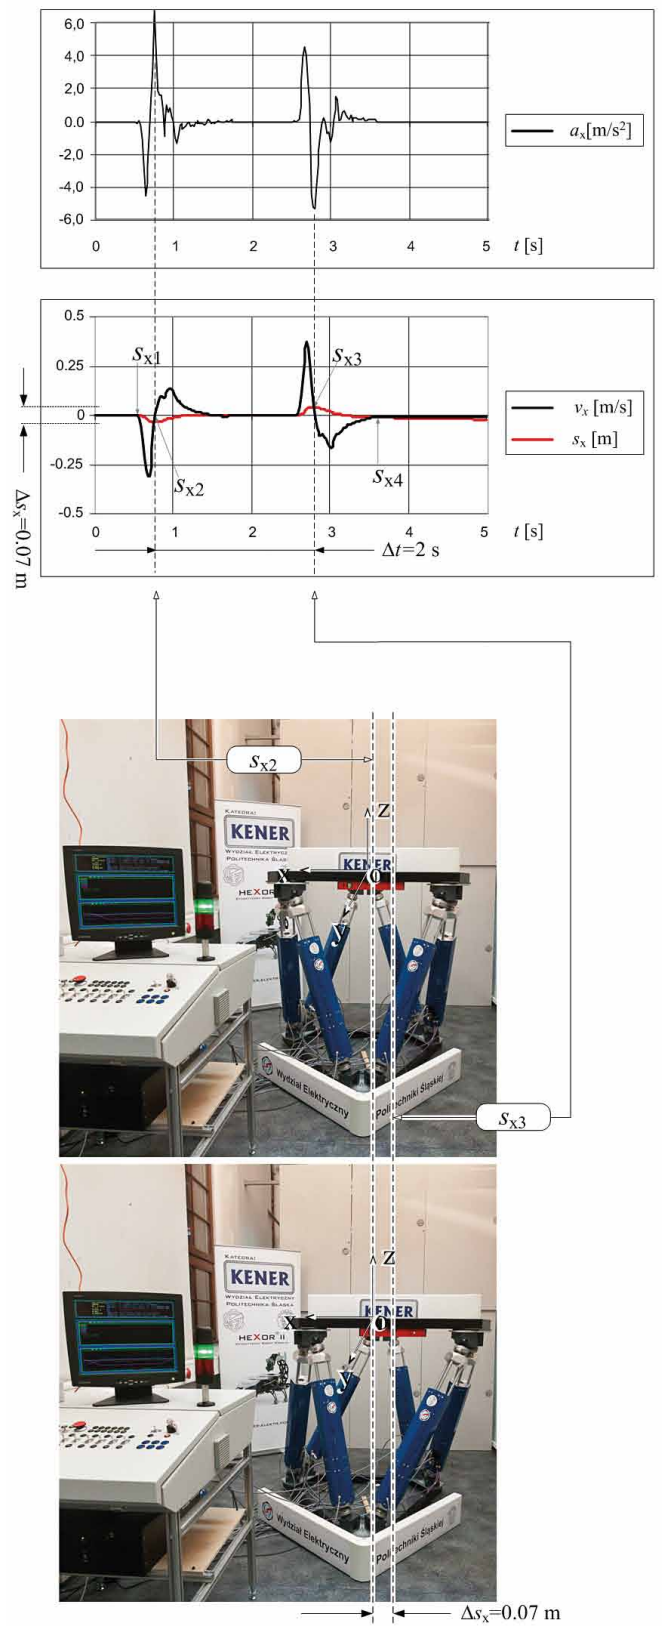 6,0
4,0
2,0
0.0
-2,0
-4,0
-6,0
0 1 2 3 4 5 t [s]
aₓ[m/s²]
0.5
0.25
0
-0.25
-0.5
sx1
sx2
sx3
sx4
vₓ [m/s]
sₓ [m]
Δsₓ=0.07 m
0 1 2 3 4 5 t [s]
Δt=2 s
sx2
z
KATEDRA:
KENER
WYDZIAŁ ELEKTRYC
POLITECHNIKA ŚLĄS
HEXOR
KENER
x
0
y
Wydział Elektryczny
Politechniki Śląskiej
sx3
z
KATEDRA:
KENER
WYDZIAŁ ELEKTRYCZNY
POLITECHNIKA ŚLĄSKA
HEXOR II
KENER
x
0
y
Wydział Elektryczny
Politechniki Śląskiej
Δsₓ=0.07 m